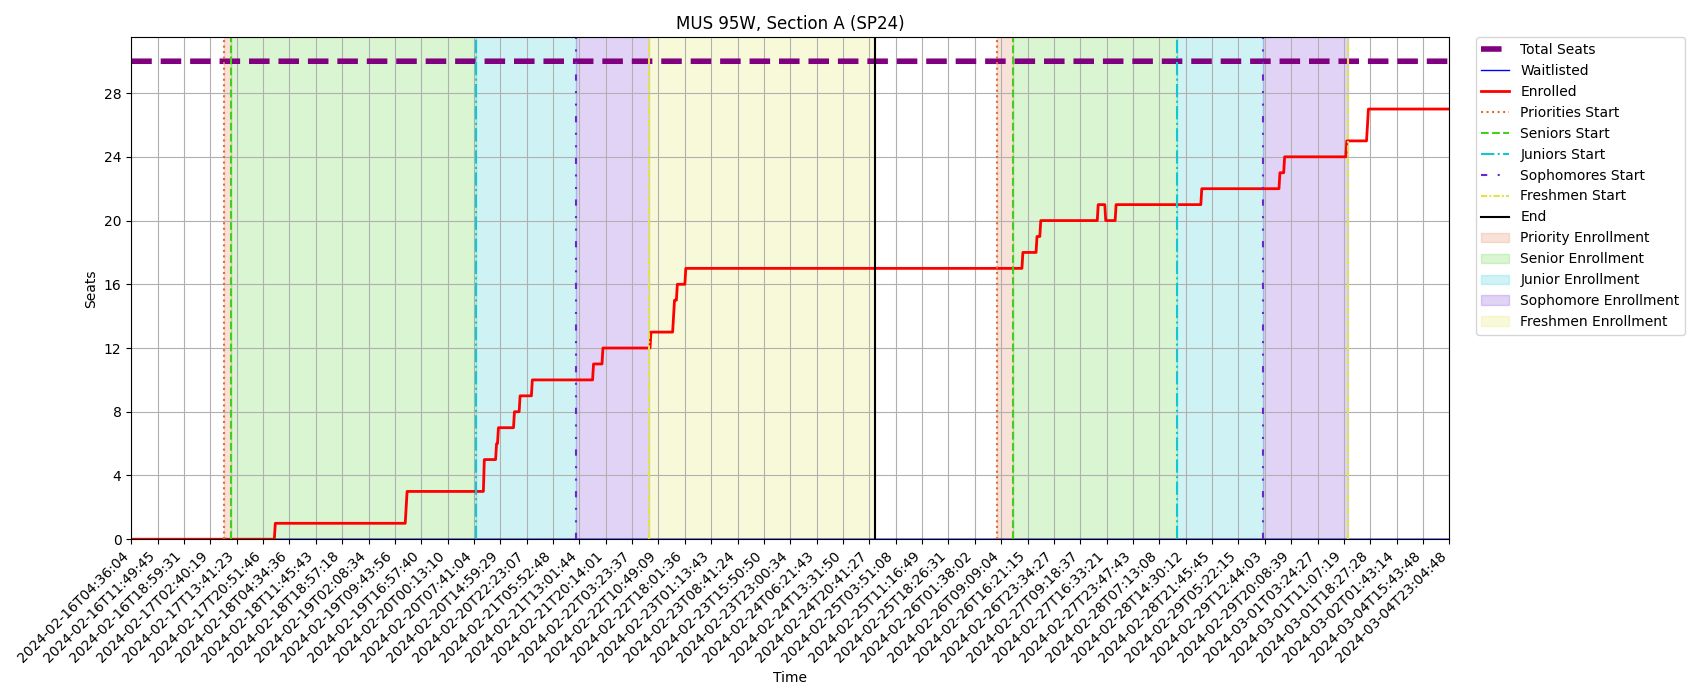 MUS 95W, Section A (SP24)
Total Seats
Waitlisted
Enrolled
Priorities Start
Seniors Start
Juniors Start
Sophomores Start
Freshmen Start
End
Priority Enrollment
Senior Enrollment
Junior Enrollment
Sophomore Enrollment
Freshmen Enrollment
Seats
28
24
20
16
12
8
4
0
2024-02-16T04:36:04
2024-02-16T11:49:45
2024-02-16T18:59:31
2024-02-17T02:40:19
2024-02-17T13:41:23
2024-02-17T20:51:46
2024-02-18T04:34:36
2024-02-18T11:45:43
2024-02-18T18:57:18
2024-02-19T02:08:34
2024-02-19T09:43:56
2024-02-19T16:57:40
2024-02-20T00:13:10
2024-02-20T07:41:04
2024-02-20T14:59:29
2024-02-20T22:23:07
2024-02-21T05:52:48
2024-02-21T13:01:44
2024-02-21T20:14:01
2024-02-22T03:23:37
2024-02-22T10:49:09
2024-02-22T18:01:36
2024-02-23T01:13:43
2024-02-23T08:41:24
2024-02-23T15:50:50
2024-02-23T23:00:34
2024-02-24T06:21:43
2024-02-24T13:31:50
2024-02-24T20:41:27
2024-02-25T03:51:08
2024-02-25T11:16:49
2024-02-25T18:26:31
2024-02-26T01:38:02
2024-02-26T09:09:04
2024-02-26T16:21:15
2024-02-26T23:34:27
2024-02-27T09:18:37
2024-02-27T16:33:21
2024-02-27T23:47:43
2024-02-28T07:13:08
2024-02-28T14:30:12
2024-02-28T21:45:45
2024-02-29T05:22:15
2024-02-29T12:44:03
2024-02-29T20:08:39
2024-03-01T03:24:27
2024-03-01T11:07:19
2024-03-01T18:27:28
2024-03-02T01:43:14
2024-03-04T15:43:48
2024-03-04T23:04:48
Time